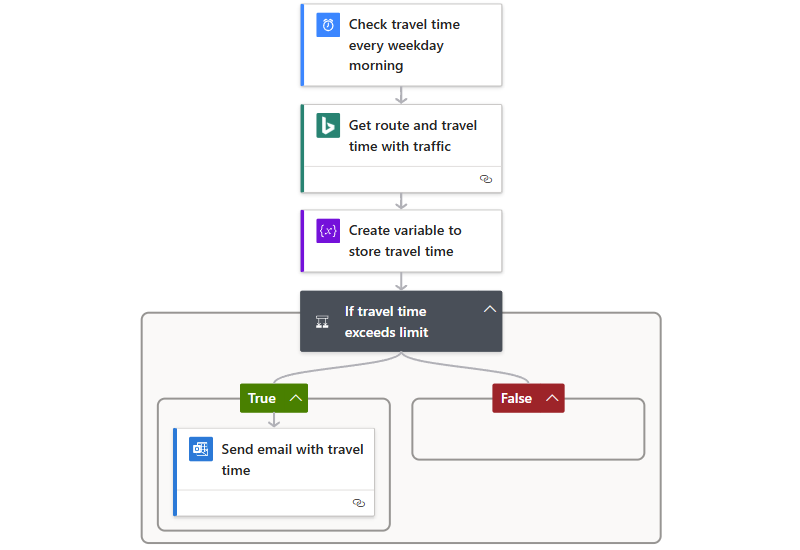 Check travel time
every weekday
morning
Get route and travel
time with traffic
{x}
Create variable to
store travel time
If travel time
exceeds limit
True
False
Send email with travel
time